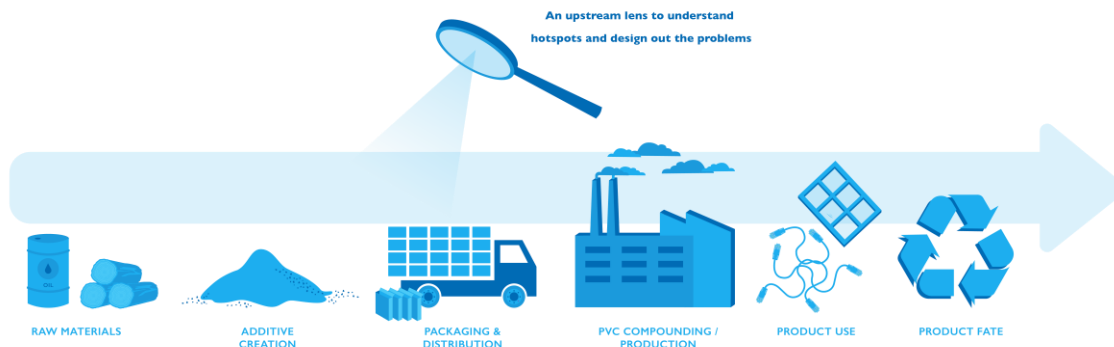 An upstream lens to understand
hotspots and design out the problems
OIL
RAW MATERIALS
ADDITIVE
CREATION
PACKAGING &
DISTRIBUTION
PVC COMPOUNDING /
PRODUCTION
PRODUCT USE
PRODUCT FATE